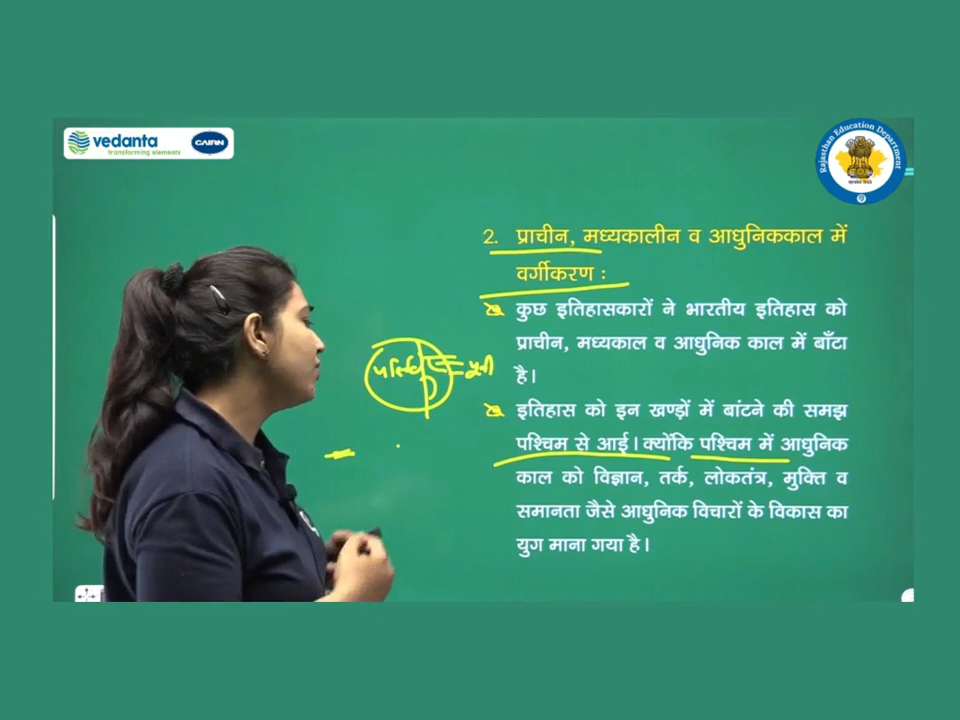 vedanta
transforming elements
CAIRN
Rajasthan Education Department
2. प्राचीन, मध्यकालीन व आधुनिककाल में
वर्गीकरण :
कुछ इतिहासकारों ने भारतीय इतिहास को
प्राचीन, मध्यकाल व आधुनिक काल में बाँटा
है।
इतिहास को इन खण्ड़ों में बांटने की समझ
पश्चिम से आई। क्योंकि पश्चिम में आधुनिक
काल को विज्ञान, तर्क, लोकतंत्र, मुक्ति व
समानता जैसे आधुनिक विचारों के विकास का
युग माना गया है।